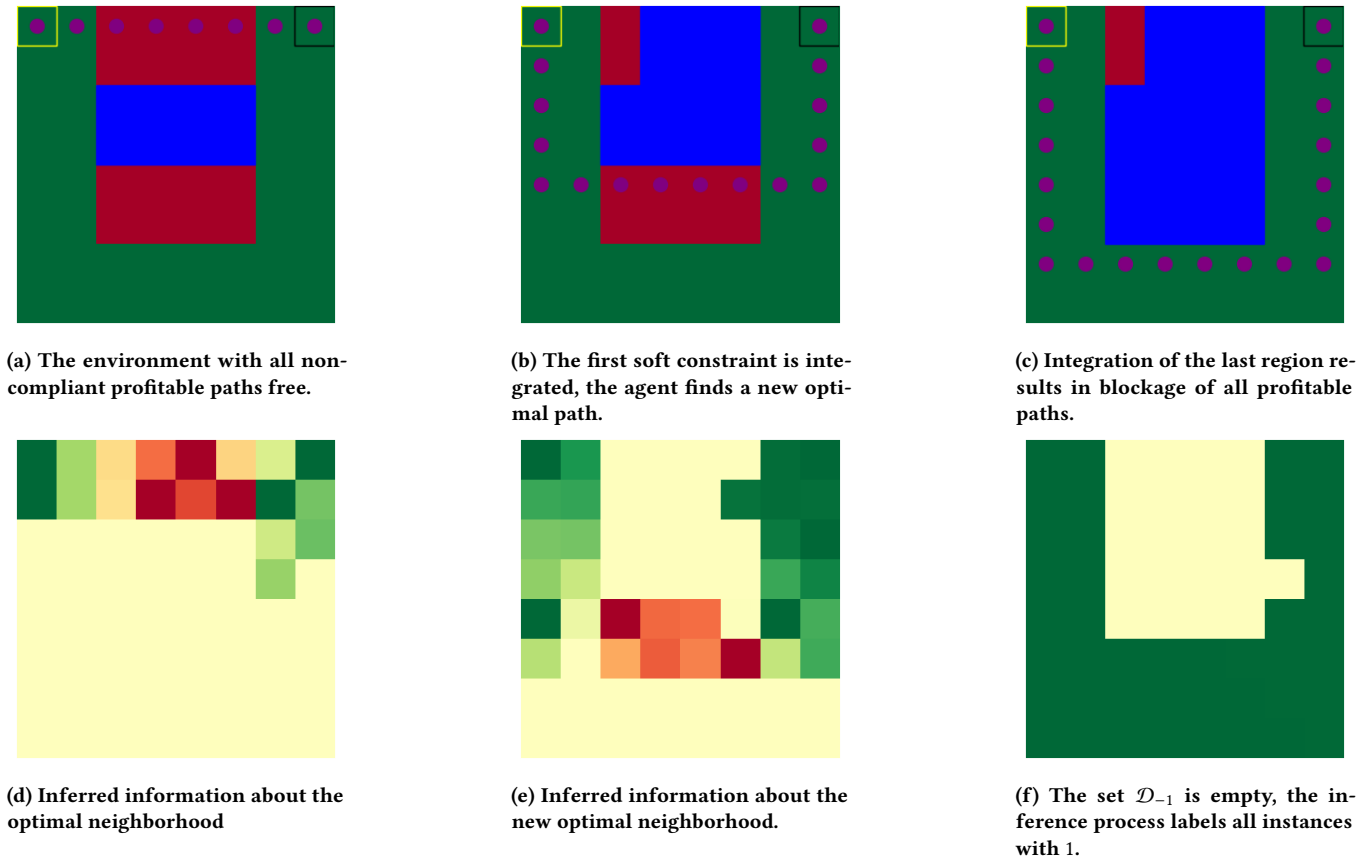 (a) The environment with all non-
compliant profitable paths free.
(b) The first soft constraint is inte-
grated, the agent finds a new opti-
mal path.
(c) Integration of the last region re-
sults in blockage of all profitable
paths.
(d) Inferred information about the
optimal neighborhood
(e) Inferred information about the
new optimal neighborhood.
(f) The set 𝒟₋₁ is empty, the in-
ference process labels all instances
with 1.